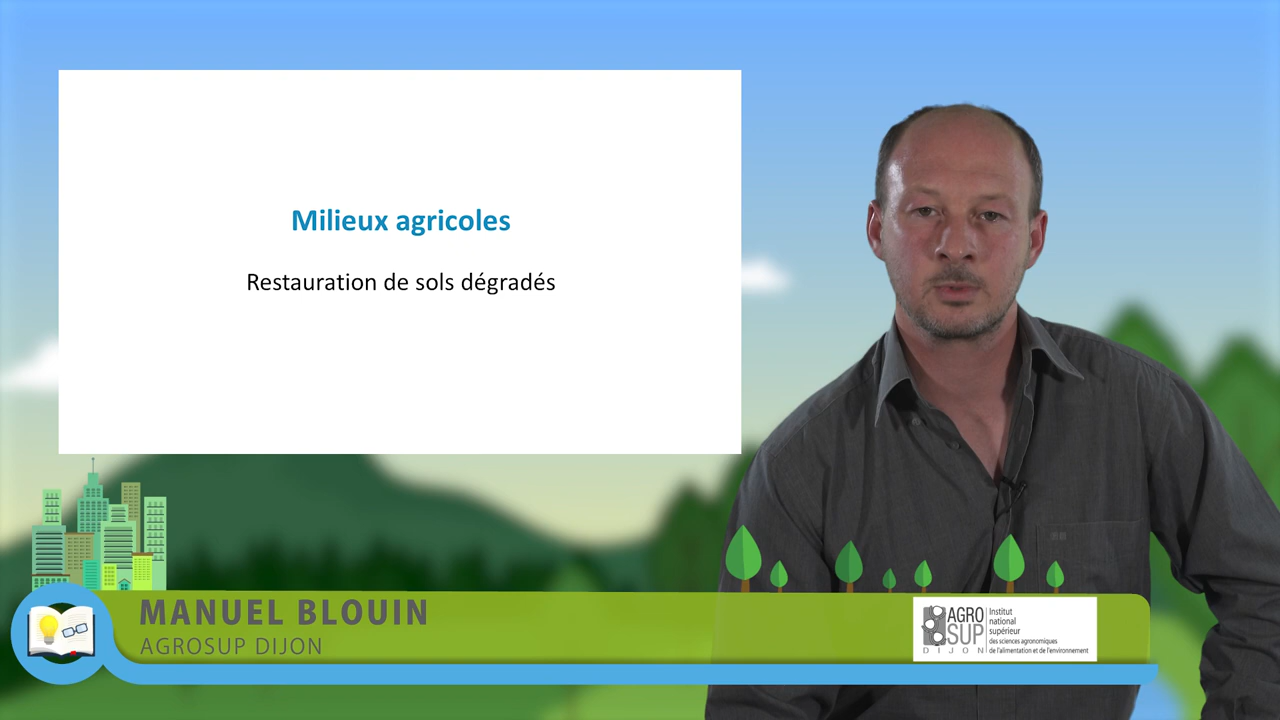 Milieux agricoles
Restauration de sols dégradés
MANUEL BLOUIN
AGROSUP DIJON
AGRO
SUP
DIJON
Institut
national
supérieur
des sciences agronomiques
de l'alimentation et de l'environnement